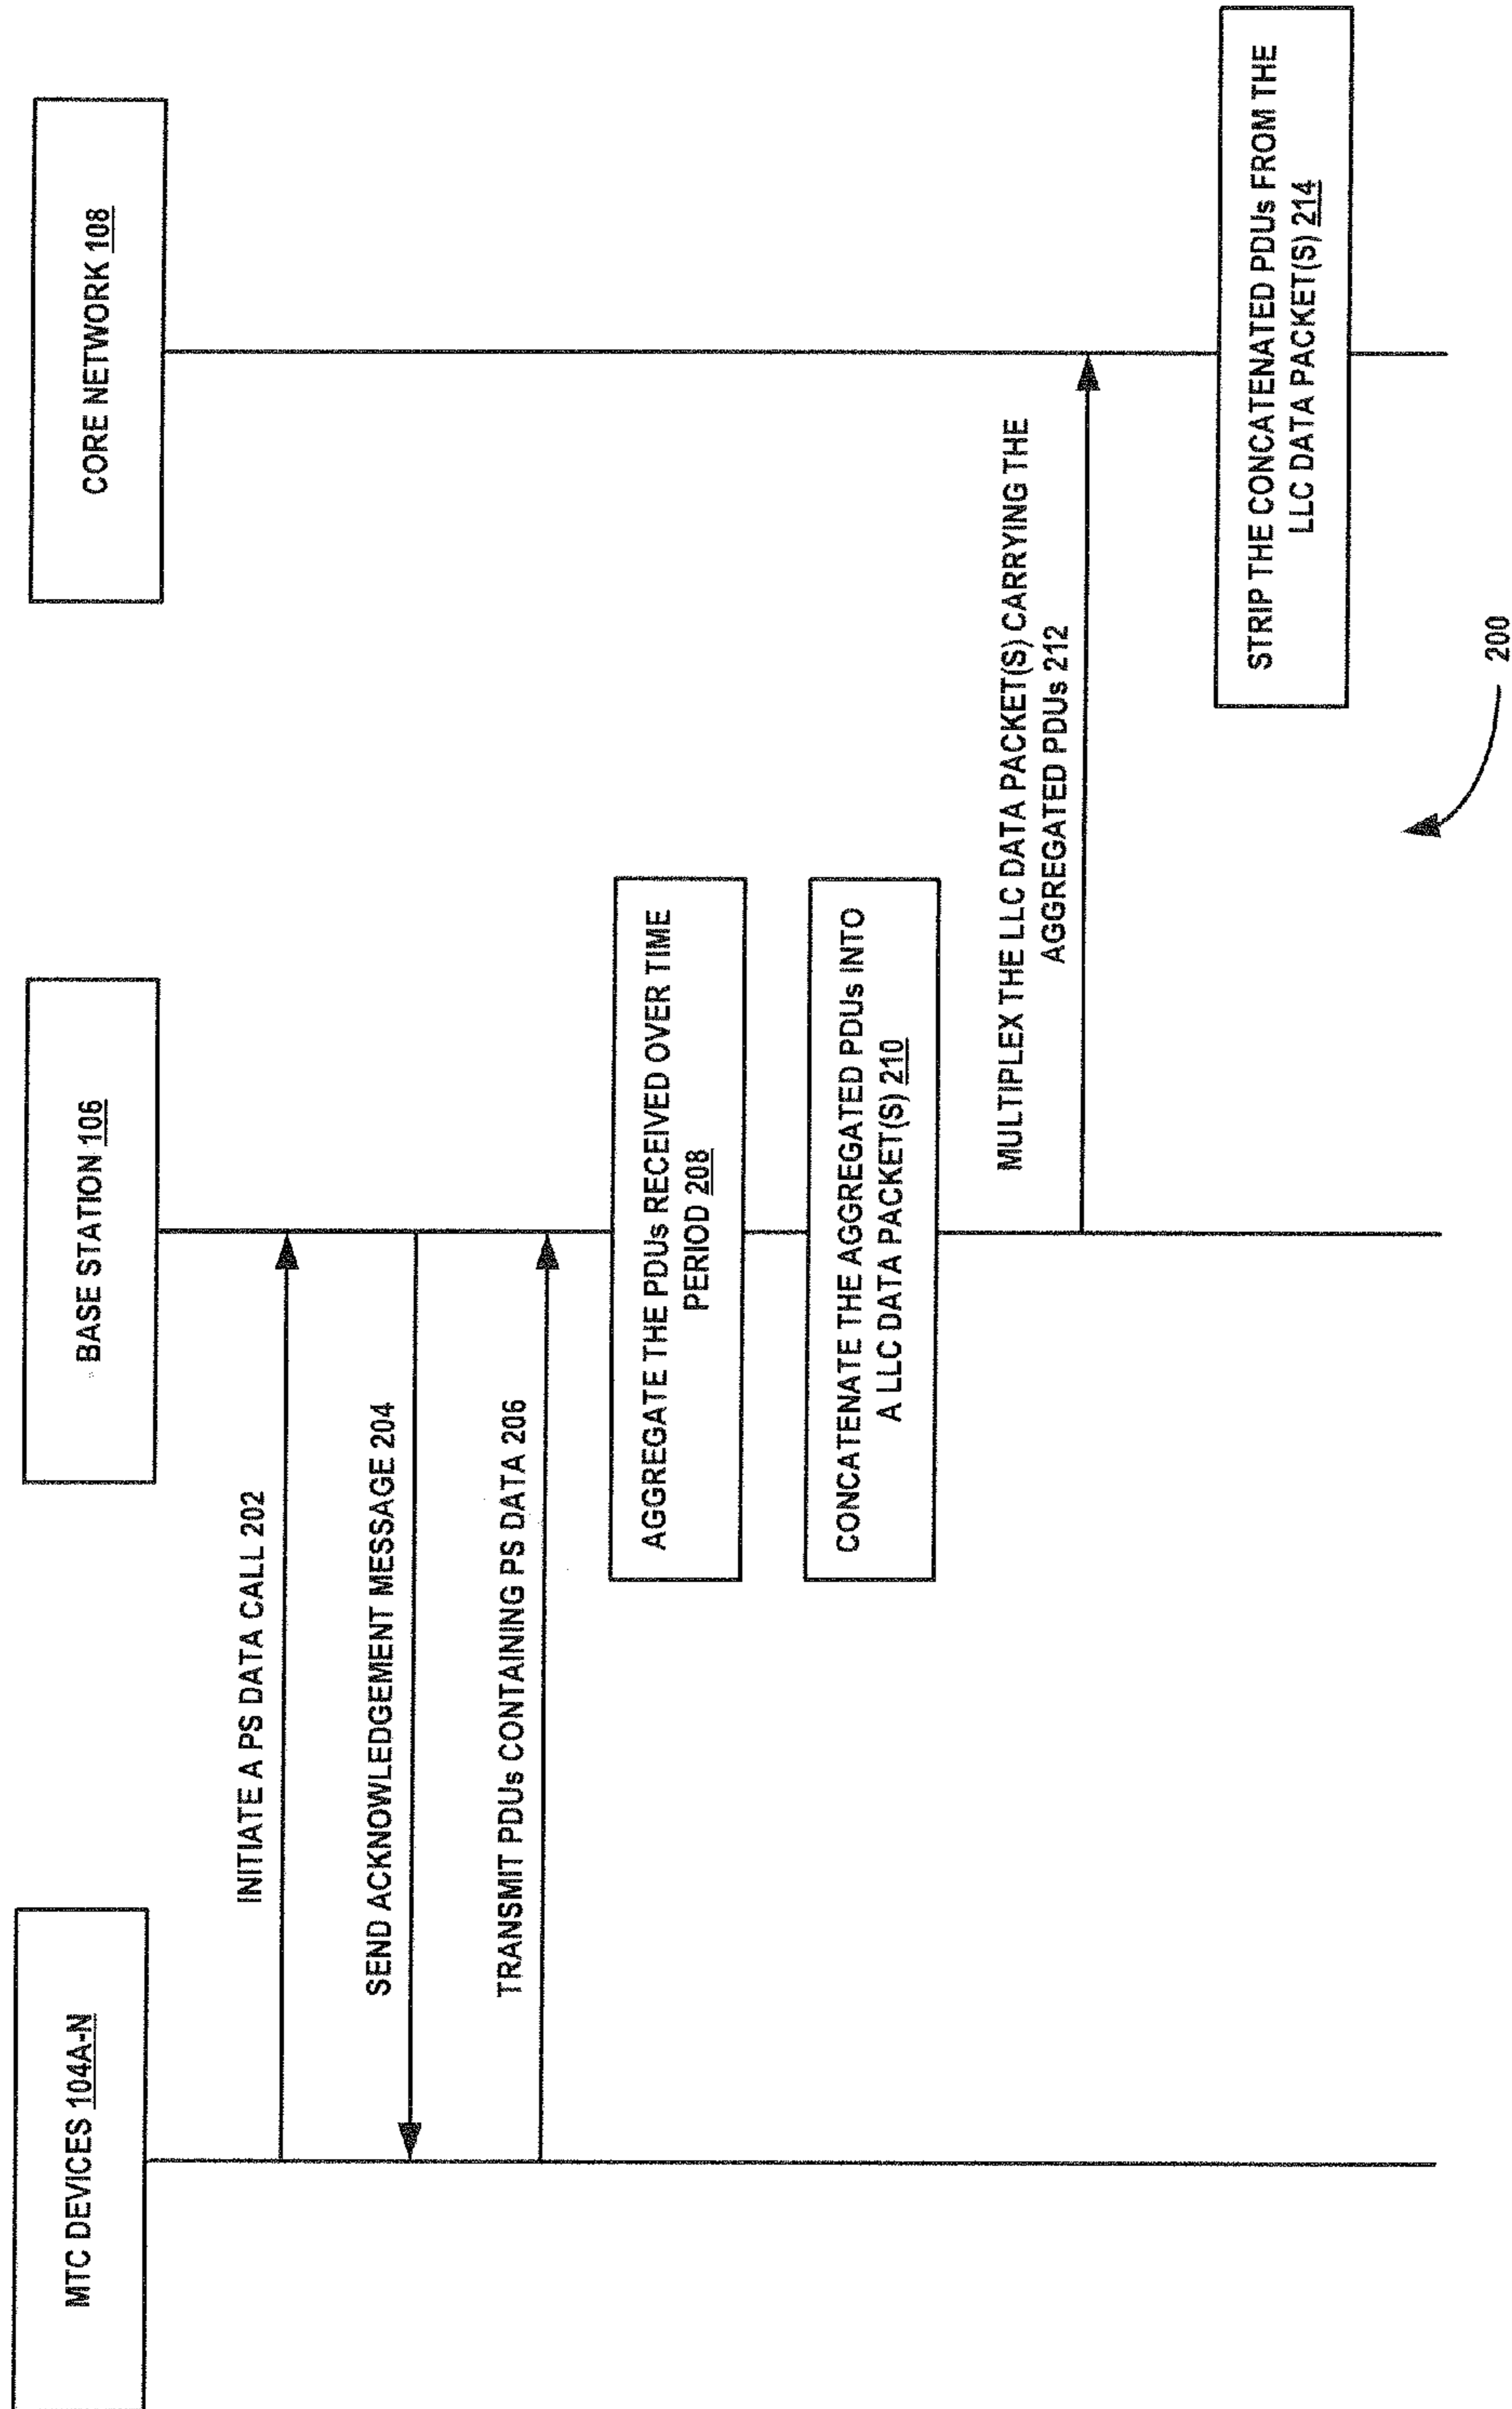 MTC DEVICES 104A-N
BASE STATION 106
CORE NETWORK 108
INITIATE A PS DATA CALL 202
SEND ACKNOWLEDGEMENT MESSAGE 204
TRANSMIT PDUs CONTAINING PS DATA 206
AGGREGATE THE PDUs RECEIVED OVER TIME
PERIOD 208
CONCATENATE THE AGGREGATED PDUs INTO
A LLC DATA PACKET(S) 210
MULTIPLEX THE LLC DATA PACKET(S) CARRYING THE
AGGREGATED PDUs 212
STRIP THE CONCATENATED PDUs FROM THE
LLC DATA PACKET(S) 214
200